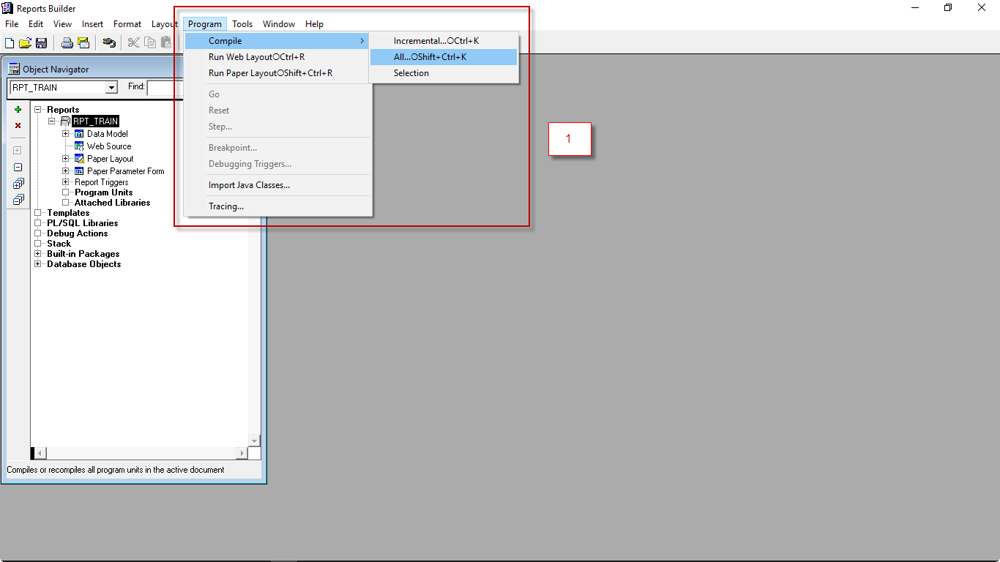 Reports Builder
File Edit View Insert Format Layout Program Tools Window Help
Compile
Incremental...OCtrl+K
Run Web LayoutOCtrl+R
All...OShift+Ctrl+K
Run Paper LayoutOShift+Ctrl+R
Selection
Go
Reset
Step...
Breakpoint...
Debugging Triggers...
Import Java Classes...
Tracing...
Object Navigator
RPT_TRAIN Find:
Reports
RPT_TRAIN
Data Model
Web Source
Paper Layout
Paper Parameter Form
Report Triggers
Program Units
Attached Libraries
Templates
PL/SQL Libraries
Debug Actions
Stack
Built-in Packages
Database Objects
Compiles or recompiles all program units in the active document
1